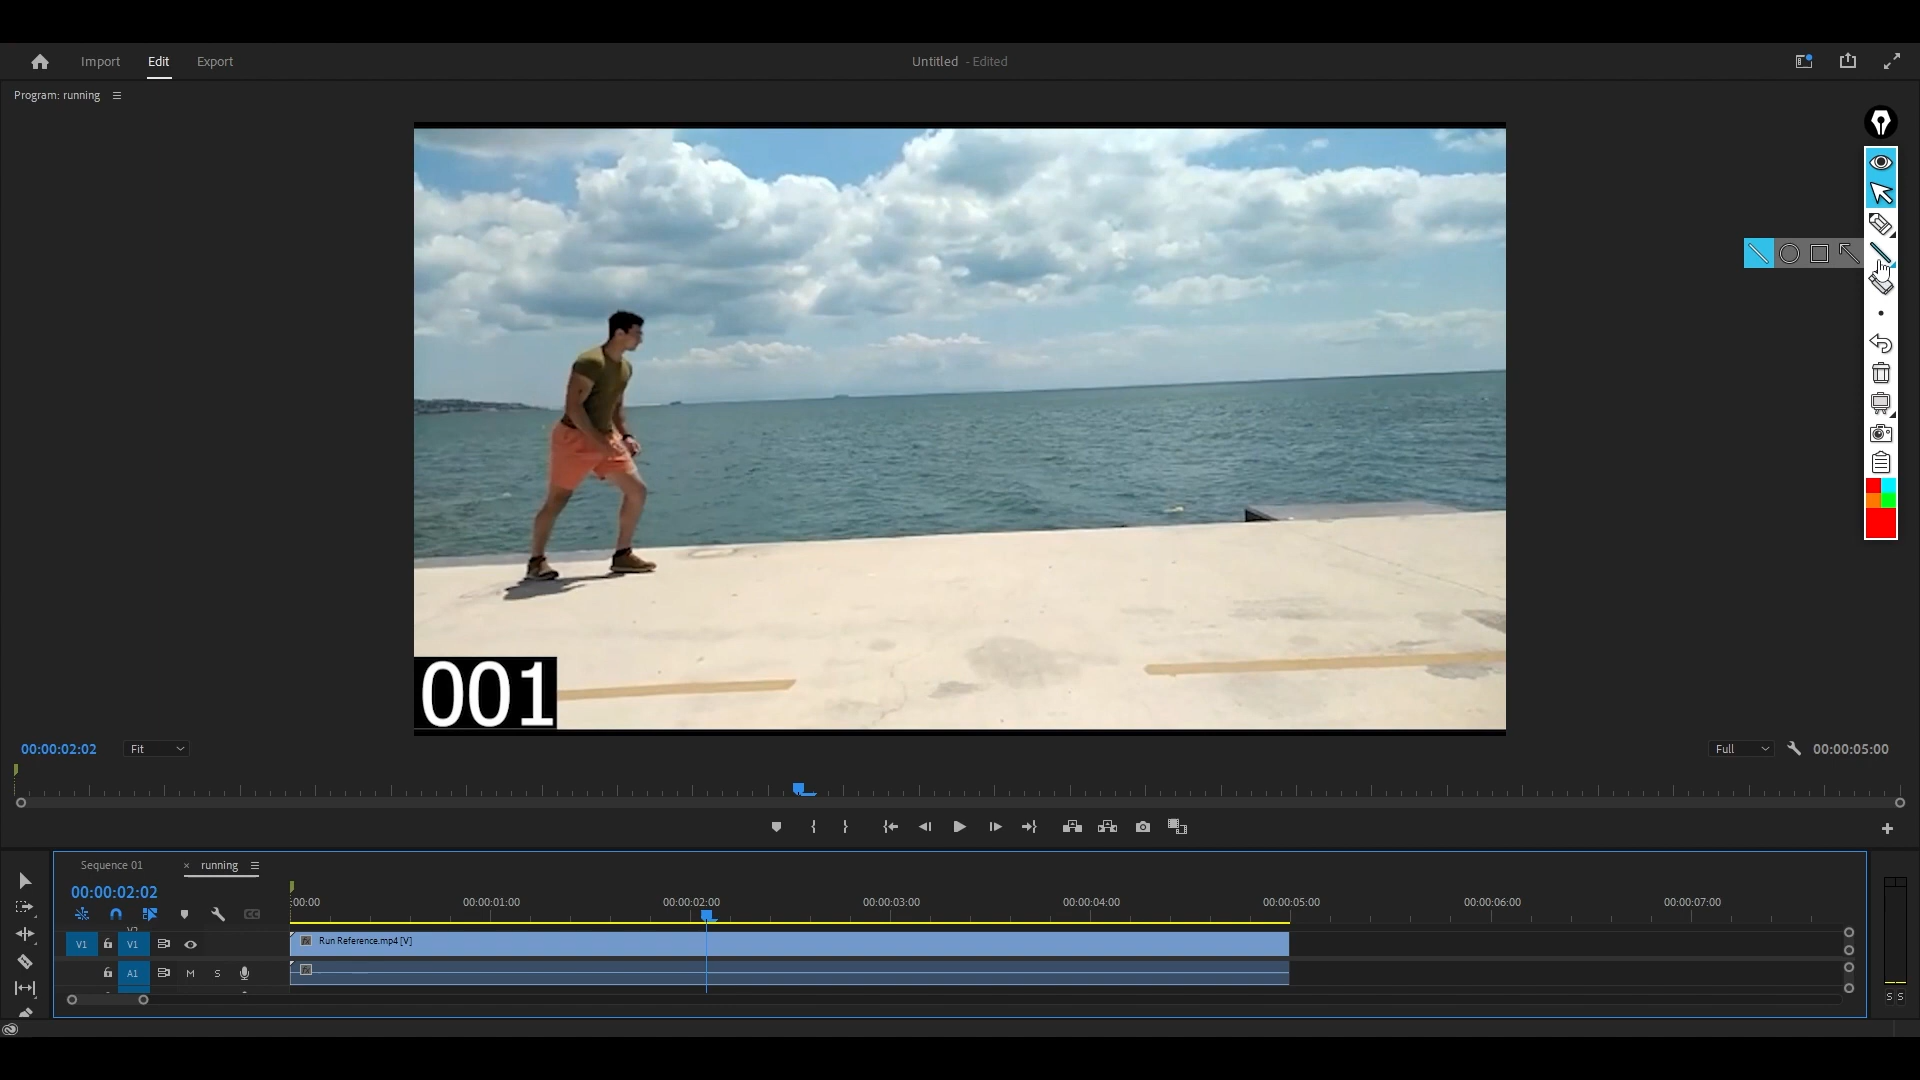 Import Edit Export Untitled - Edited
Program: running
001
00:00:02:02 Fit Full 00:00:05:00
Sequence 01 × running
00:00:02:02
:00:00 00:00:01:00 00:00:02:00 00:00:03:00 00:00:04:00 00:00:05:00 00:00:06:00 00:00:07:00
V1 V1 fx Run Reference.mp4 [V]
A1 M S fx
S S